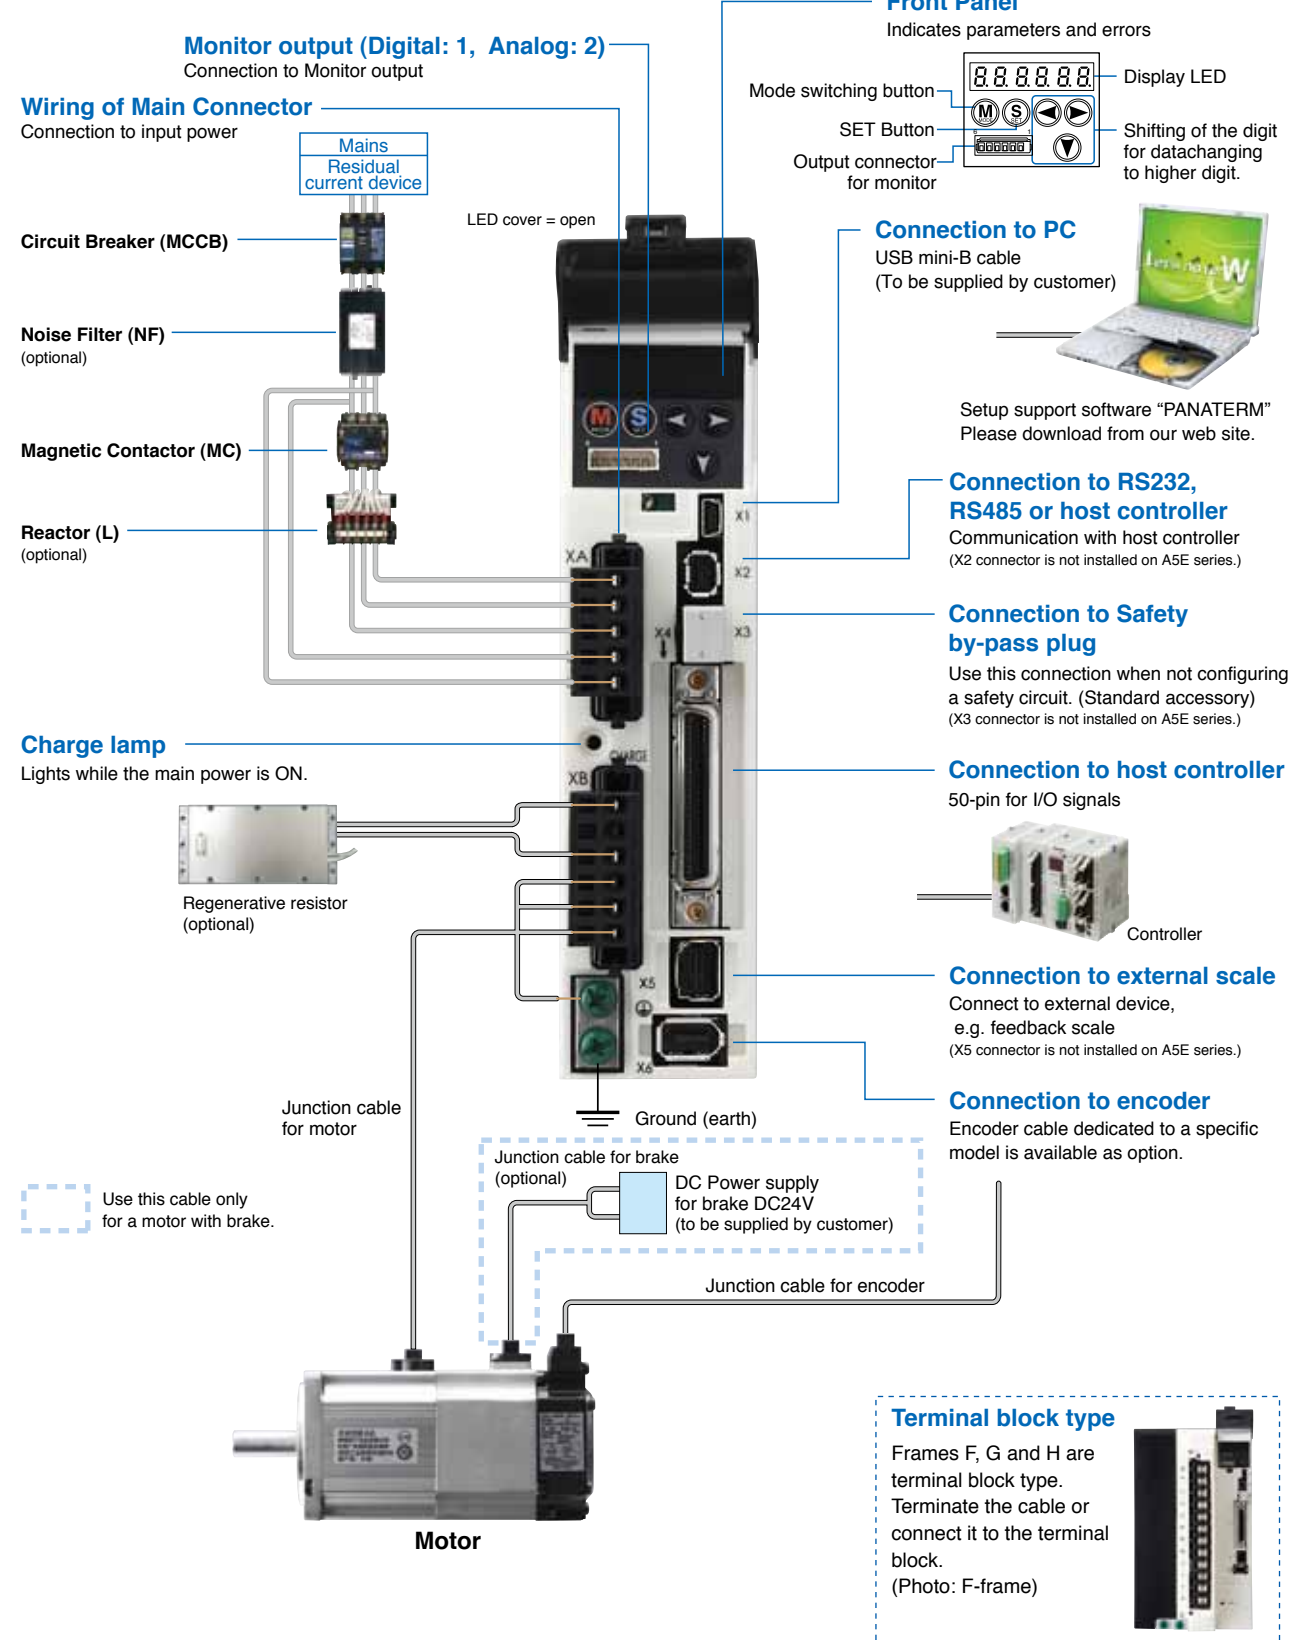 Front Panel
Indicates parameters and errors
Monitor output (Digital: 1, Analog: 2)
Connection to Monitor output
Wiring of Main Connector
Connection to input power
Mains
Residual
current device
Mode switching button
SET Button
Output connector
for monitor
M
MODE
S
SET
6
1
Display LED
Shifting of the digit
for datachanging
to higher digit.
LED cover = open
Circuit Breaker (MCCB)
Noise Filter (NF)
(optional)
Magnetic Contactor (MC)
Reactor (L)
(optional)
Connection to PC
USB mini-B cable
(To be supplied by customer)
Setup support software “PANATERM”
Please download from our web site.
M
S
X1
XA
X2
X4
X3
Connection to RS232,
RS485 or host controller
Communication with host controller
(X2 connector is not installed on A5E series.)
Connection to Safety
by-pass plug
Use this connection when not configuring
a safety circuit. (Standard accessory)
(X3 connector is not installed on A5E series.)
Charge lamp
Lights while the main power is ON.
CHARGE
XB
Connection to host controller
50-pin for I/O signals
Controller
Regenerative resistor
(optional)
X5
X6
Connection to external scale
Connect to external device,
e.g. feedback scale
(X5 connector is not installed on A5E series.)
Connection to encoder
Encoder cable dedicated to a specific
model is available as option.
Junction cable
for motor
Ground (earth)
Junction cable for brake
(optional)
DC Power supply
for brake DC24V
(to be supplied by customer)
Use this cable only
for a motor with brake.
Junction cable for encoder
Motor
Terminal block type
Frames F, G and H are
terminal block type.
Terminate the cable or
connect it to the terminal
block.
(Photo: F-frame)